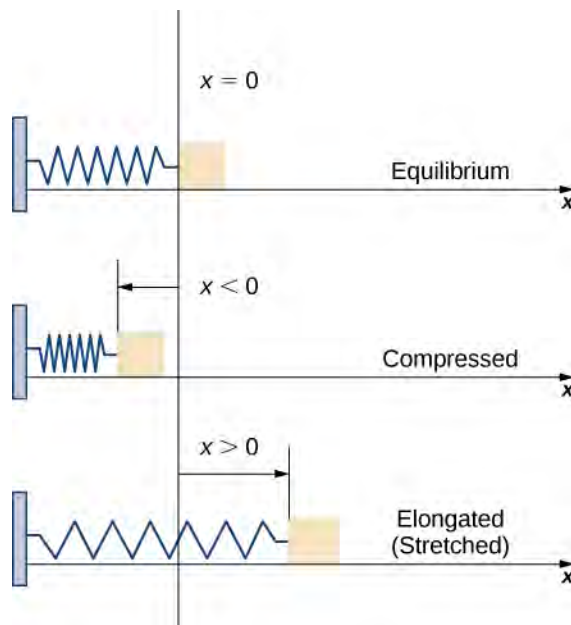 x = 0
Equilibrium
x
x < 0
Compressed
x
x > 0
Elongated
(Stretched)
x